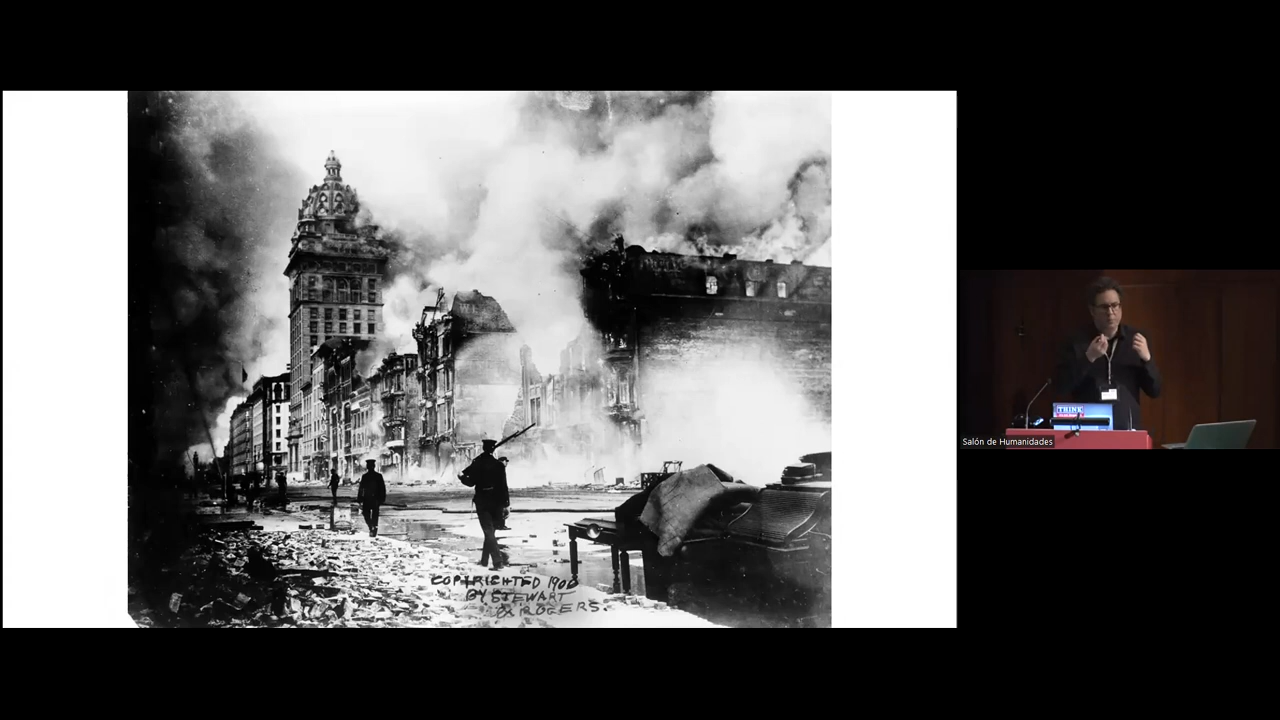 COPYRIGHTED 1906
BY STEWART
& ROGERS.
Salón de Humanidades
THINK